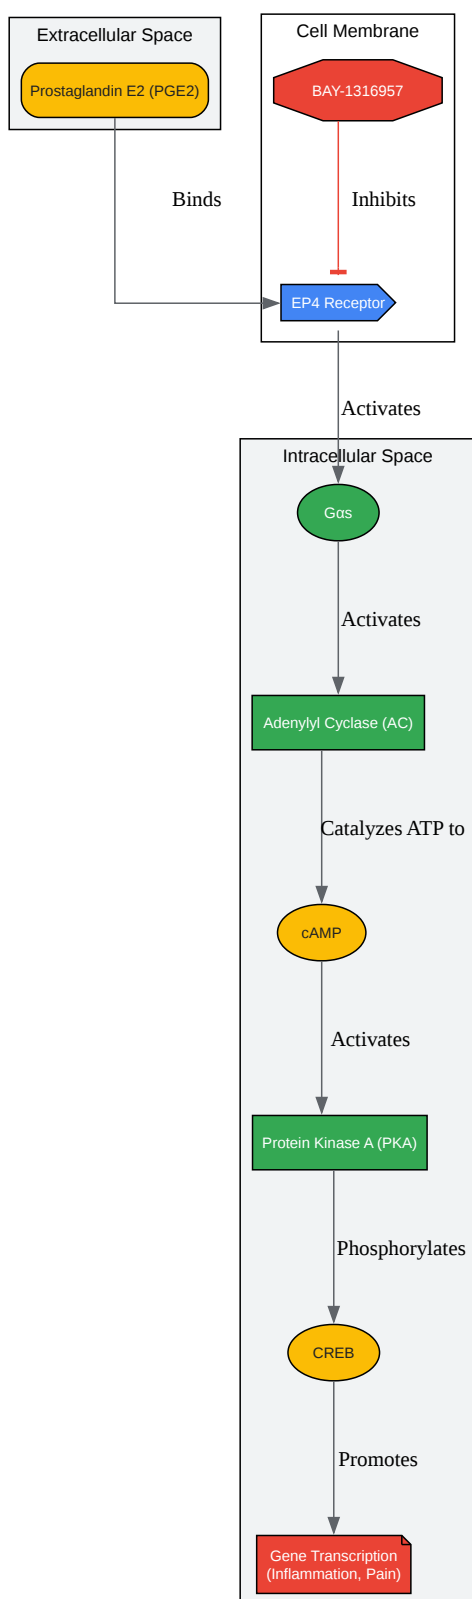 Extracellular Space
Cell Membrane
Prostaglandin E2 (PGE2)
BAY-1316957
Binds
Inhibits
EP4 Receptor
Activates
Intracellular Space
Gαs
Activates
Adenylyl Cyclase (AC)
Catalyzes ATP to
cAMP
Activates
Protein Kinase A (PKA)
Phosphorylates
CREB
Promotes
Gene Transcription
(Inflammation, Pain)